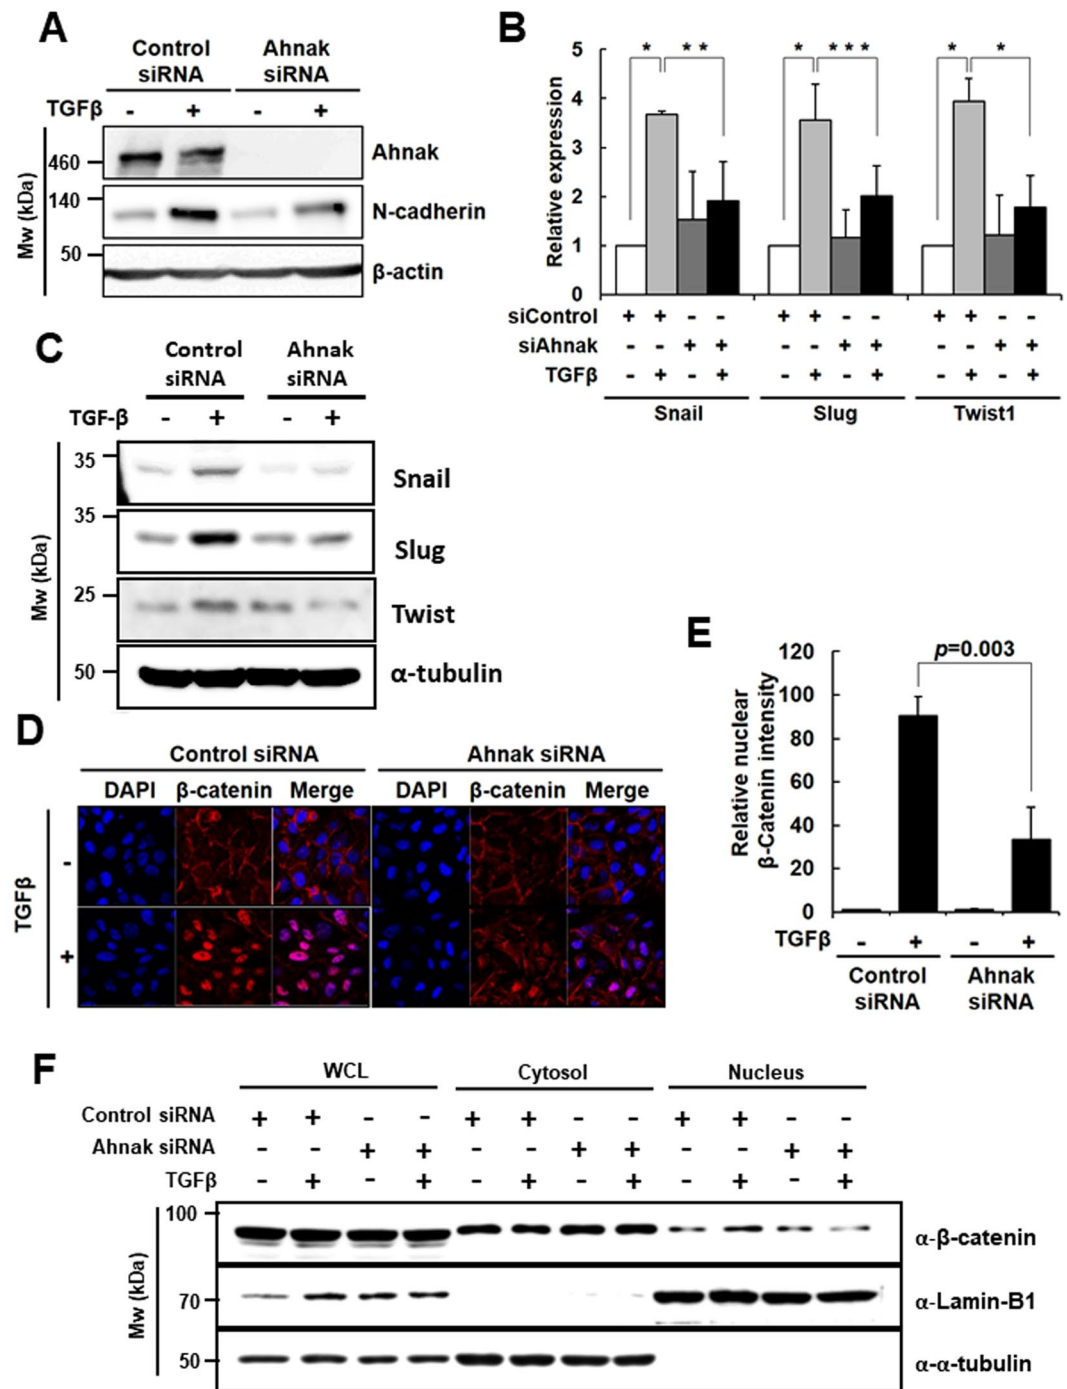 A
Control siRNA
Ahnak siRNA
TGFβ - + - +
Mw (kDa)
460
Ahnak
140
N-cadherin
50
β-actin
B
Relative expression
5
4
3
2
1
0
* * *
* * * *
* *
siControl + + - - + + - - + + - -
siAhnak - - + + - - + + - - + +
TGFβ - + - + - + - + - + - +
Snail Slug Twist1
C
Control siRNA
Ahnak siRNA
TGF-β - + - +
Mw (kDa)
35
Snail
35
Slug
25
Twist
50
α-tubulin
D
Control siRNA Ahnak siRNA
DAPI β-catenin Merge DAPI β-catenin Merge
TGFβ
-
+
E
Relative nuclear
β-Catenin intensity
120
100
80
60
40
20
0
p=0.003
TGFβ - + - +
Control siRNA
Ahnak siRNA
F
WCL Cytosol Nucleus
Control siRNA + + - - + + - - + + - -
Ahnak siRNA - - + + - - + + - - + +
TGFβ - + - + - + - + - + - +
Mw (kDa)
100
α-β-catenin
70
α-Lamin-B1
50
α-α-tubulin